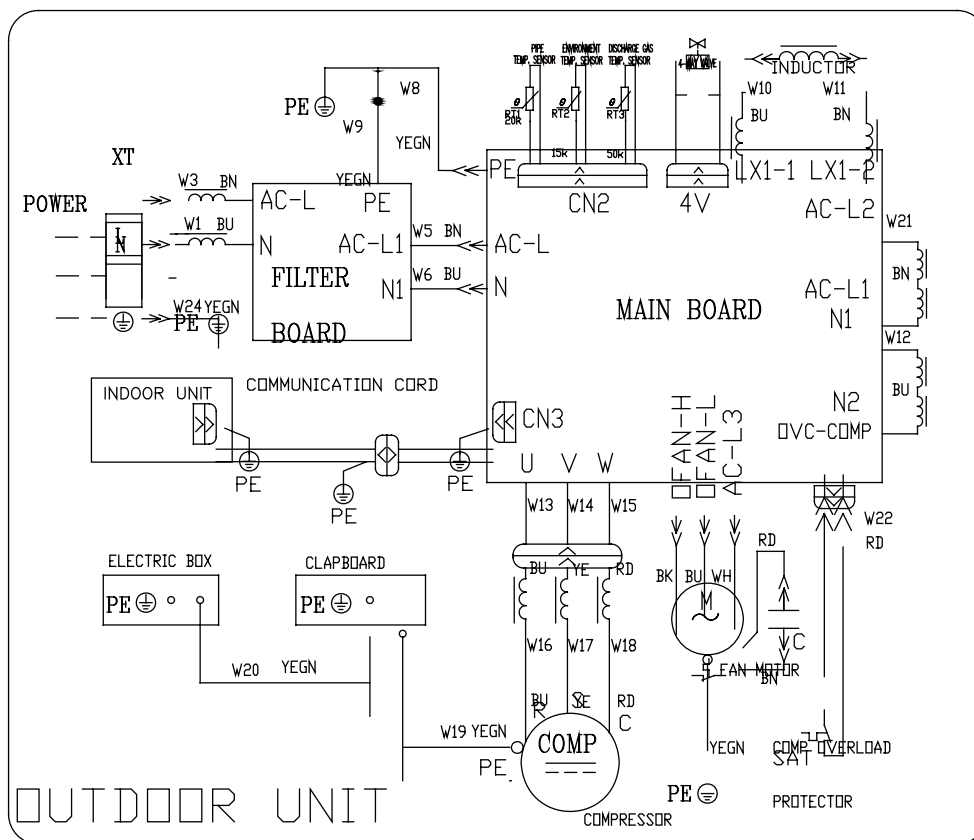 PIPE TEMP. SENSOR
ENVIRONMENT TEMP. SENSOR
DISCHARGE GAS TEMP. SENSOR
4-WAY VALVE
INDUCTOR
W10
W11
BU
BN
θ
θ
θ
RT1
RT2
RT3
20k
15k
50k
PE
W8
W9
YEGN
YEGN
PE
CN2
4V
LX1-1
LX1-2
XT
W3
BN
AC-L
PE
AC-L2
POWER
W21
W1
BU
L
N
N
AC-L1
W5
BN
AC-L
BN
FILTER
N1
W6
BU
N
AC-L1
MAIN BOARD
N1
W24
YEGN
PE
BOARD
W12
INDOOR UNIT
COMMUNICATION CORD
BU
N2
CN3
OVC-COMP
OFAN-H
OFAN-L
AC-L3
U
V
W
PE
PE
PE
W13
W14
W15
W22
RD
RD
ELECTRIC BOX
CLAPBOARD
BU
YE
RD
BK
BU
WH
PE
PE
M
C
W16
W17
W18
W20
YEGN
FAN MOTOR
BN
BU
YE
RD
R
S
C
W19
YEGN
COMP
YEGN
COMP OVERLOAD
SAT
PE
PE
PROTECTOR
OUTDOOR UNIT
COMPRESSOR